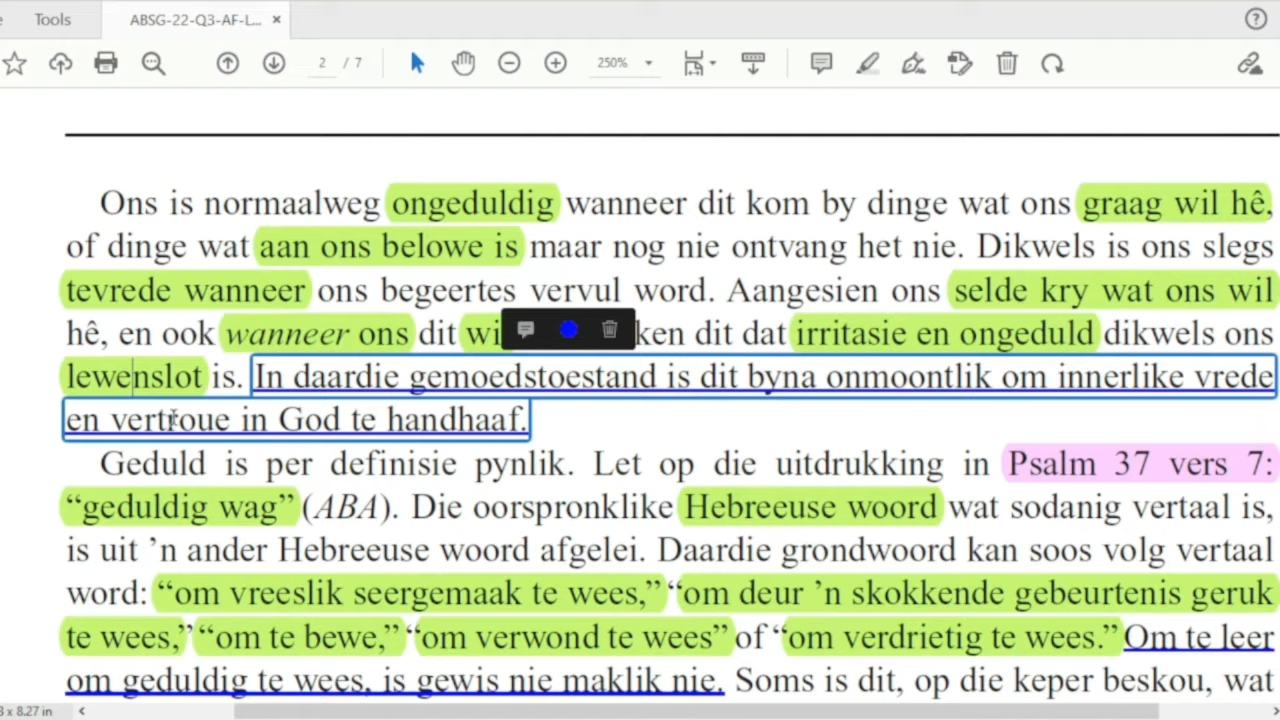 Tools
ABSG-22-Q3-AF-L... ×
2 / 7
250%
Ons is normaalweg ongeduldig wanneer dit kom by dinge wat ons graag wil hê,
of dinge wat aan ons belowe is maar nog nie ontvang het nie. Dikwels is ons slegs
tevrede wanneer ons begeertes vervul word. Aangesien ons selde kry wat ons wil
hê, en ook wanneer ons dit wi ken dit dat irritasie en ongeduld dikwels ons
lewenslot is. In daardie gemoedstoestand is dit byna onmoontlik om innerlike vrede
en vertroue in God te handhaaf.
Geduld is per definisie pynlik. Let op die uitdrukking in Psalm 37 vers 7:
“geduldig wag” (ABA). Die oorspronklike Hebreeuse woord wat sodanig vertaal is,
is uit ’n ander Hebreeuse woord afgelei. Daardie grondwoord kan soos volg vertaal
word: “om vreeslik seergemaak te wees,” “om deur ’n skokkende gebeurtenis geruk
te wees,” “om te bewe,” “om verwond te wees” of “om verdrietig te wees.” Om te leer
om geduldig te wees, is gewis nie maklik nie. Soms is dit, op die keper beskou, wat
x 8.27 in